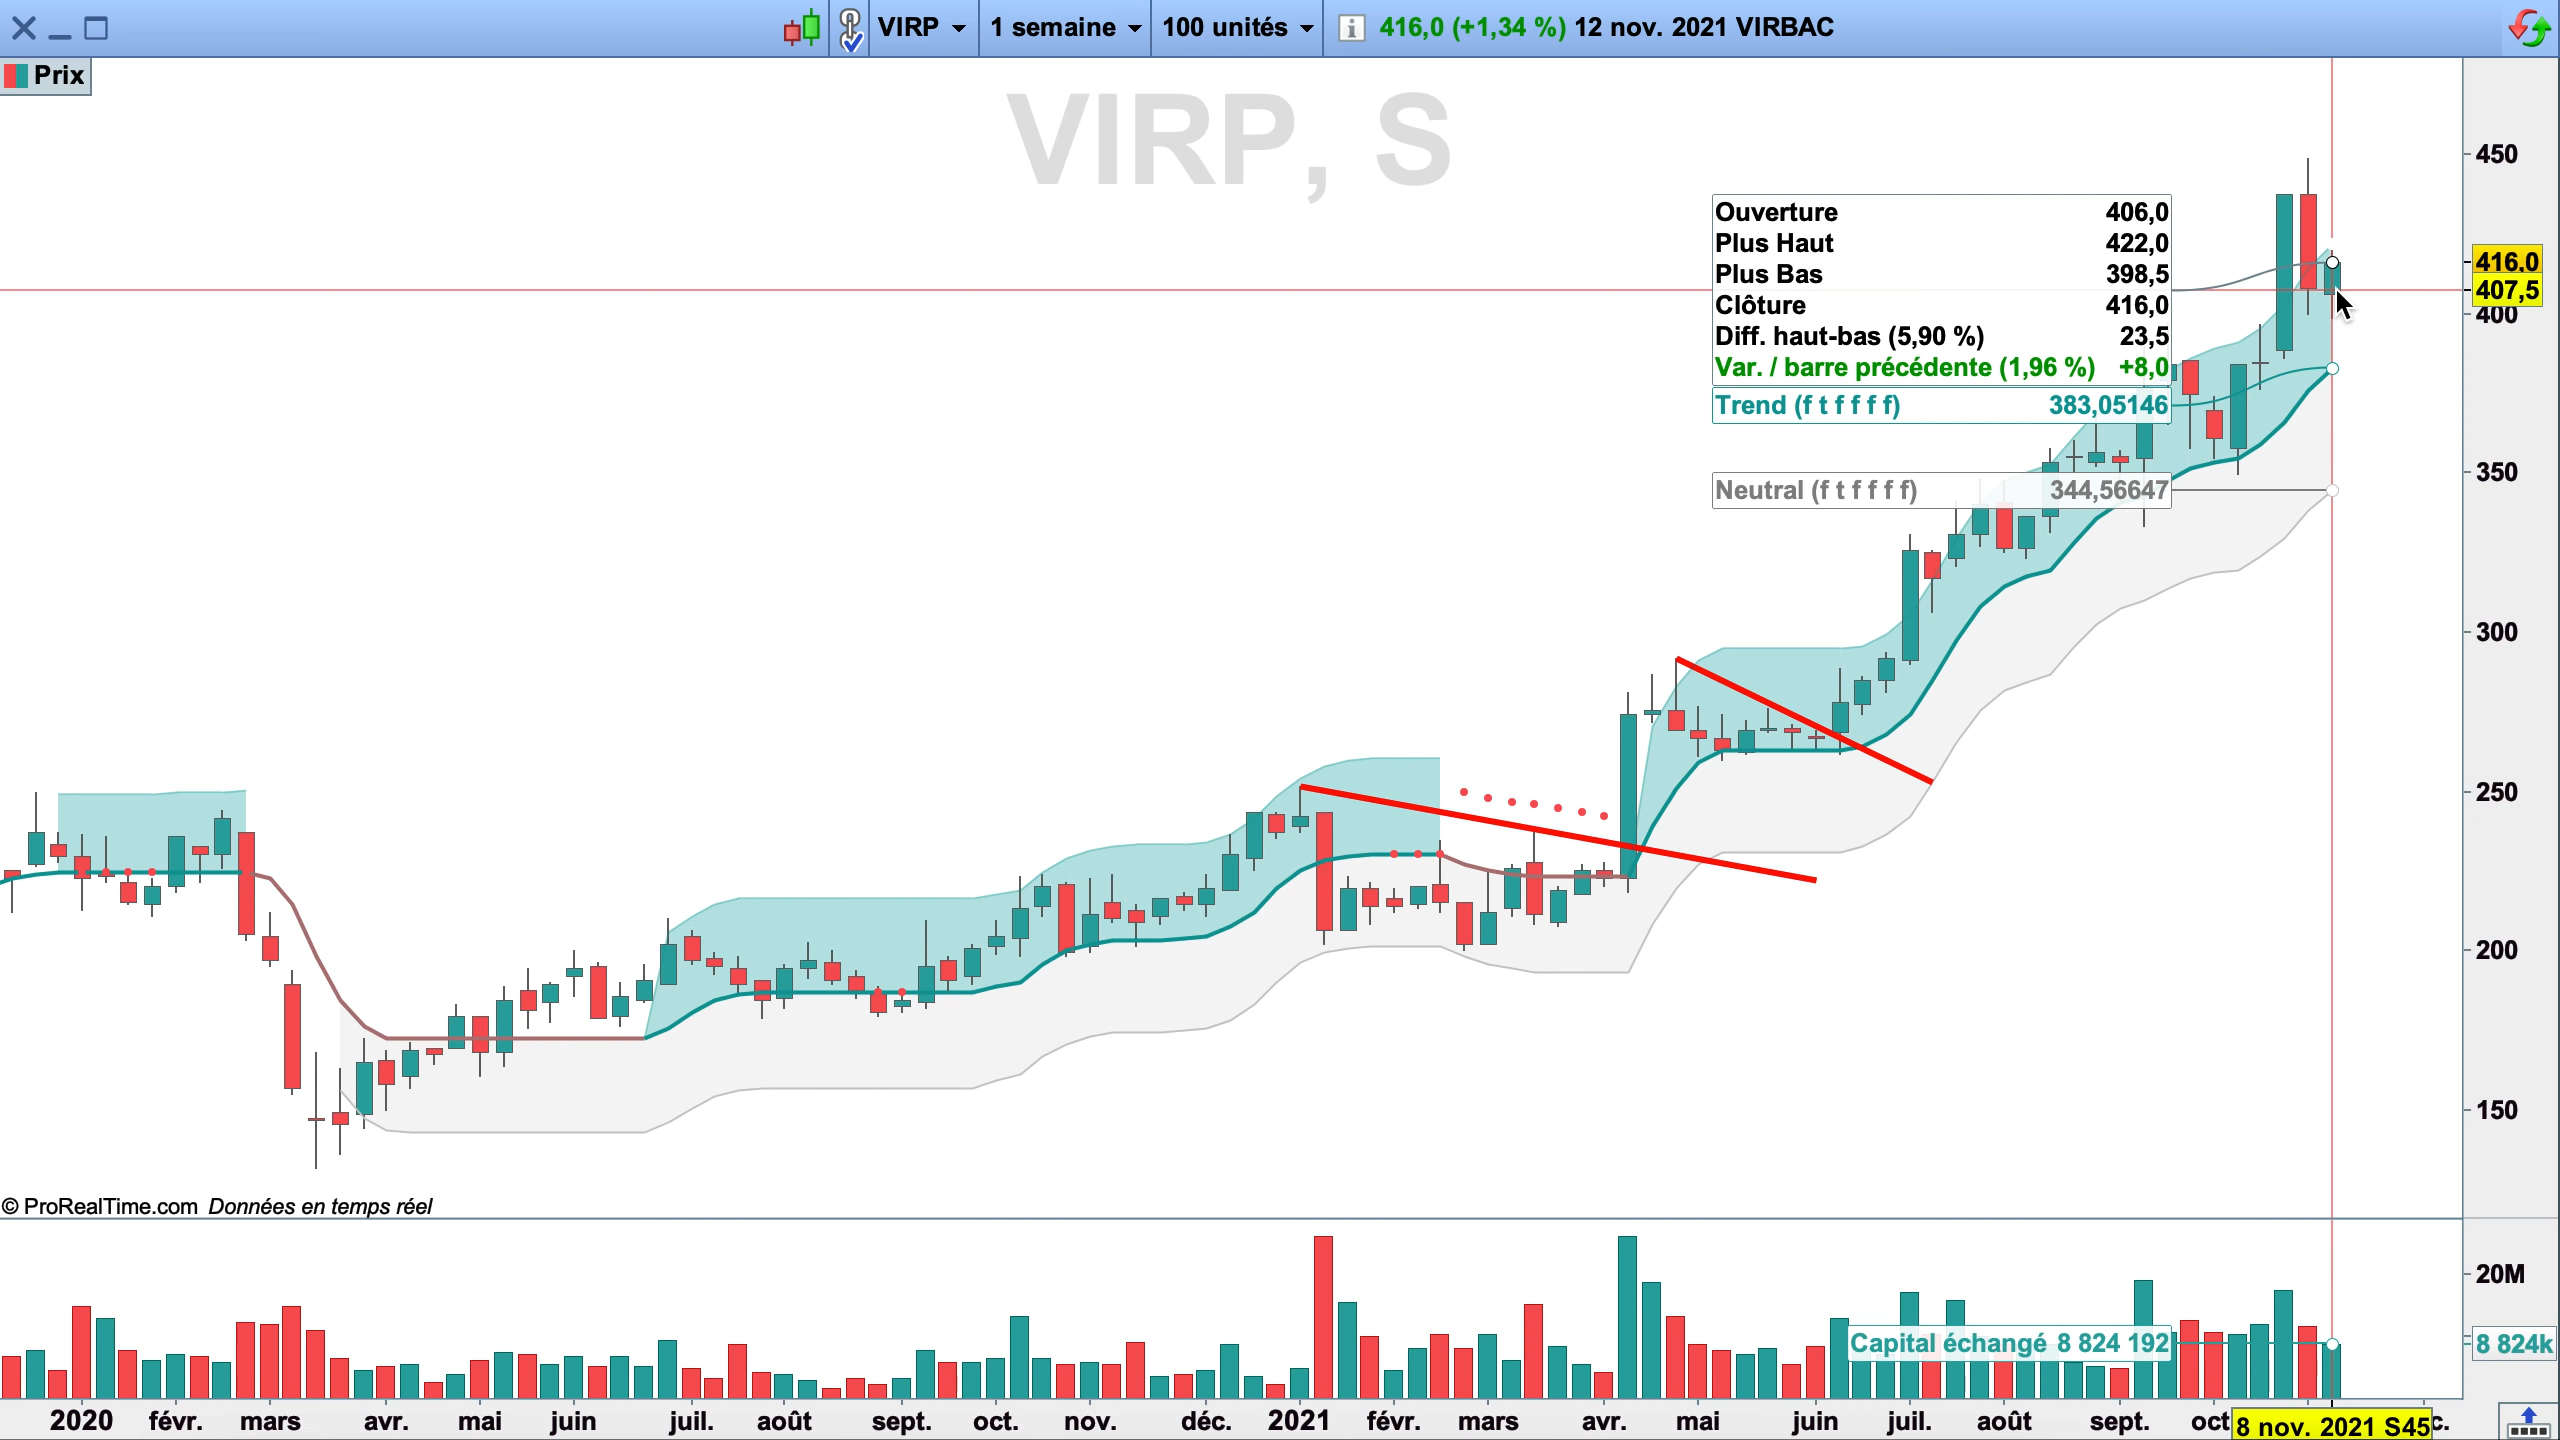 VIRP
1 semaine
100 unités
416,0 (+1,34 %) 12 nov. 2021 VIRBAC
Prix
VIRP, S
Ouverture 406,0
Plus Haut 422,0
Plus Bas 398,5
Clôture 416,0
Diff. haut-bas (5,90 %) 23,5
Var. / barre précédente (1,96 %) +8,0
Trend (f t f f f f) 383,05146
Neutral (f t f f f f) 344,56647
450
416,0
407,5
400
350
300
250
200
150
© ProRealTime.com Données en temps réel
20M
Capital échangé 8 824 192
8 824k
2020 févr. mars avr. mai juin juil. août sept. oct. nov. déc. 2021 févr. mars avr. mai juin juil. août sept. oct 8 nov. 2021 S45 c.